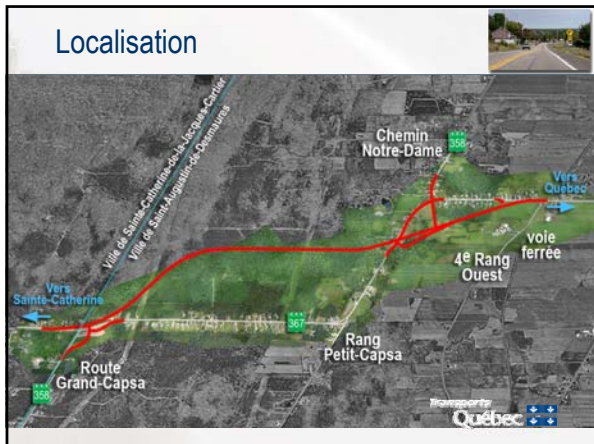 Localisation
Ville de Sainte-Catherine-de-la-Jacques-Cartier
Ville de Saint-Augustin-de-Desmaures
Chemin
Notre-Dame
358
Vers
Québec
4e Rang
Ouest
voie
ferrée
Vers
Sainte-Catherine
367
Rang
Petit-Capsa
Route
Grand-Capsa
358
Transports
Québec